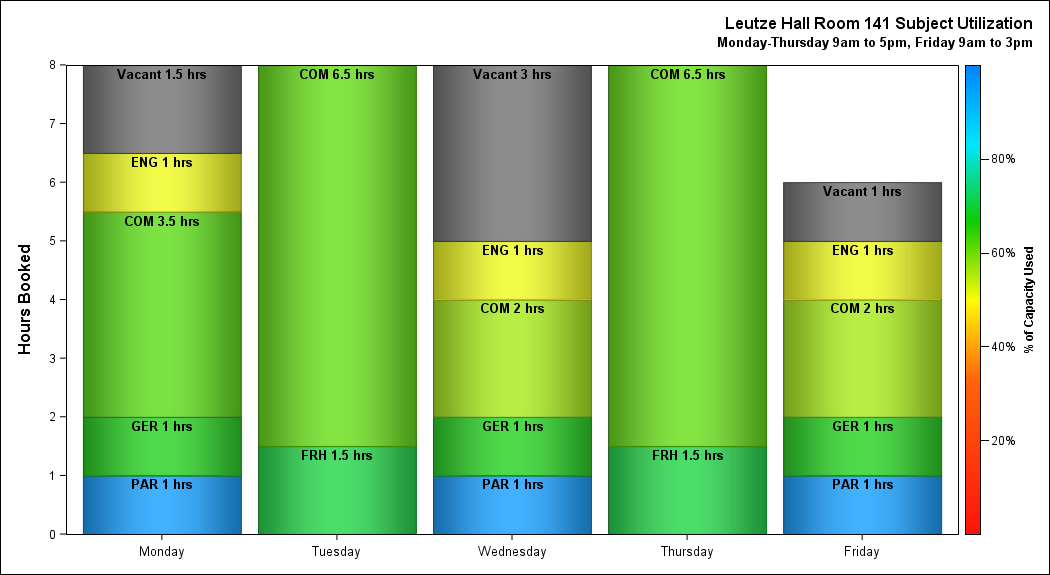 Leutze Hall Room 141 Subject Utilization
Monday-Thursday 9am to 5pm, Friday 9am to 3pm
Hours Booked
8
7
6
5
4
3
2
1
0
Vacant 1.5 hrs
ENG 1 hrs
COM 3.5 hrs
GER 1 hrs
PAR 1 hrs
COM 6.5 hrs
FRH 1.5 hrs
Vacant 3 hrs
ENG 1 hrs
COM 2 hrs
GER 1 hrs
PAR 1 hrs
COM 6.5 hrs
FRH 1.5 hrs
Vacant 1 hrs
ENG 1 hrs
COM 2 hrs
GER 1 hrs
PAR 1 hrs
Monday
Tuesday
Wednesday
Thursday
Friday
80%
60%
40%
20%
% of Capacity Used